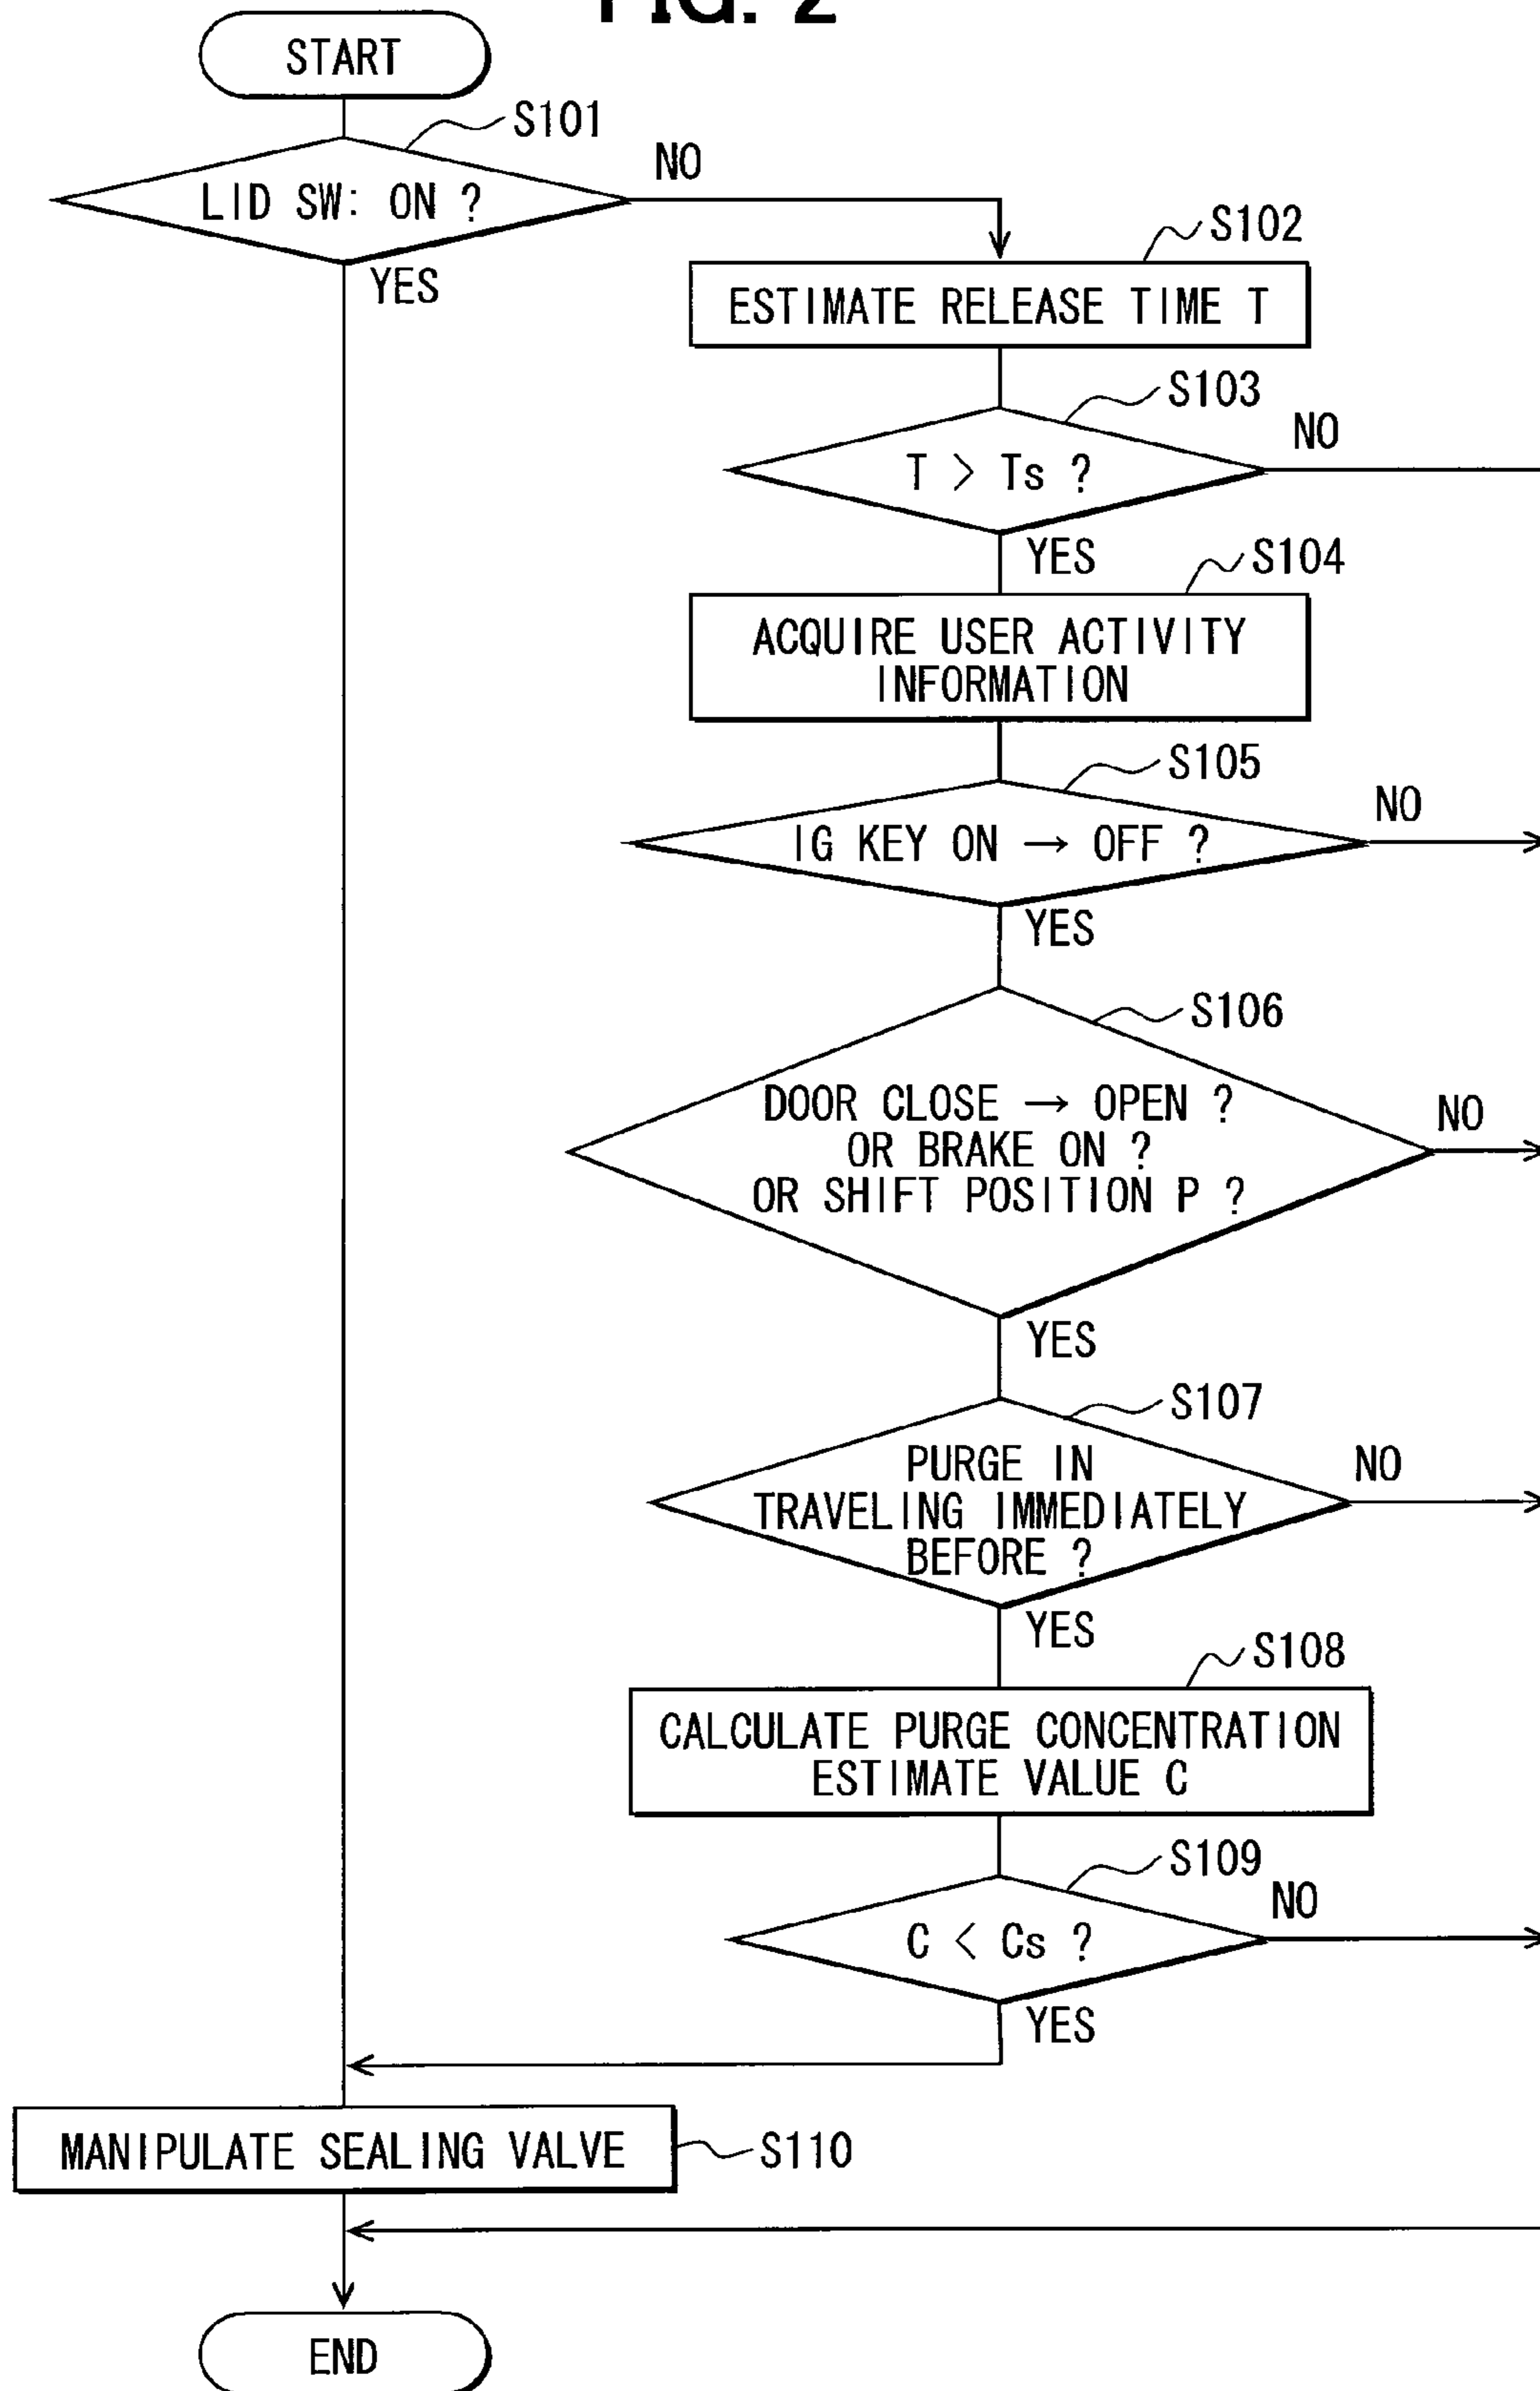 FIG. 2
START
S101
LID SW: ON ?
NO
YES
S102
ESTIMATE RELEASE TIME T
S103
T > Ts ?
NO
YES
S104
ACQUIRE USER ACTIVITY
INFORMATION
S105
IG KEY ON → OFF ?
NO
YES
S106
DOOR CLOSE → OPEN ?
OR BRAKE ON ?
OR SHIFT POSITION P ?
NO
YES
S107
PURGE IN
TRAVELING IMMEDIATELY
BEFORE ?
NO
YES
S108
CALCULATE PURGE CONCENTRATION
ESTIMATE VALUE C
S109
C < Cs ?
NO
YES
MANIPULATE SEALING VALVE
S110
END